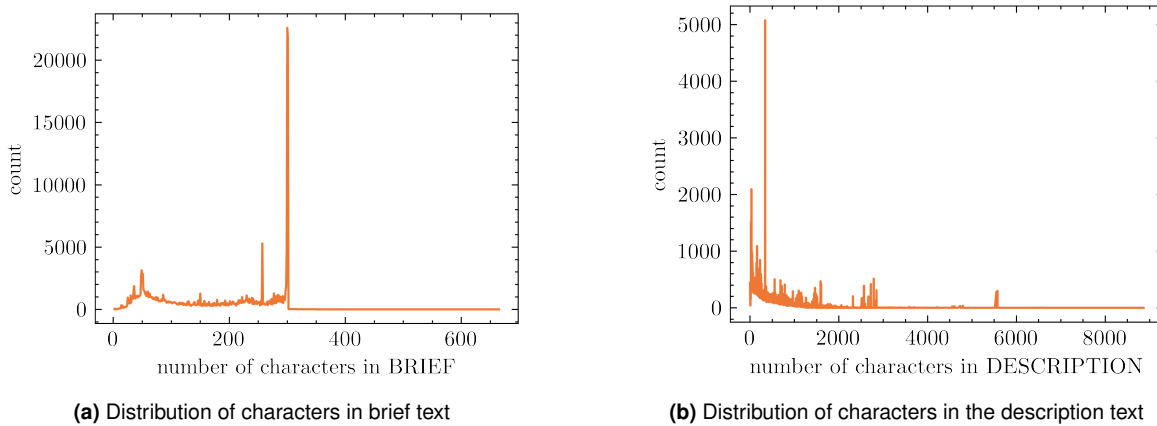 20000
15000
10000
5000
0
count
0 200 400 600
number of characters in BRIEF
(a) Distribution of characters in brief text
5000
4000
3000
2000
1000
0
count
0 2000 4000 6000 8000
number of characters in DESCRIPTION
(b) Distribution of characters in the description text